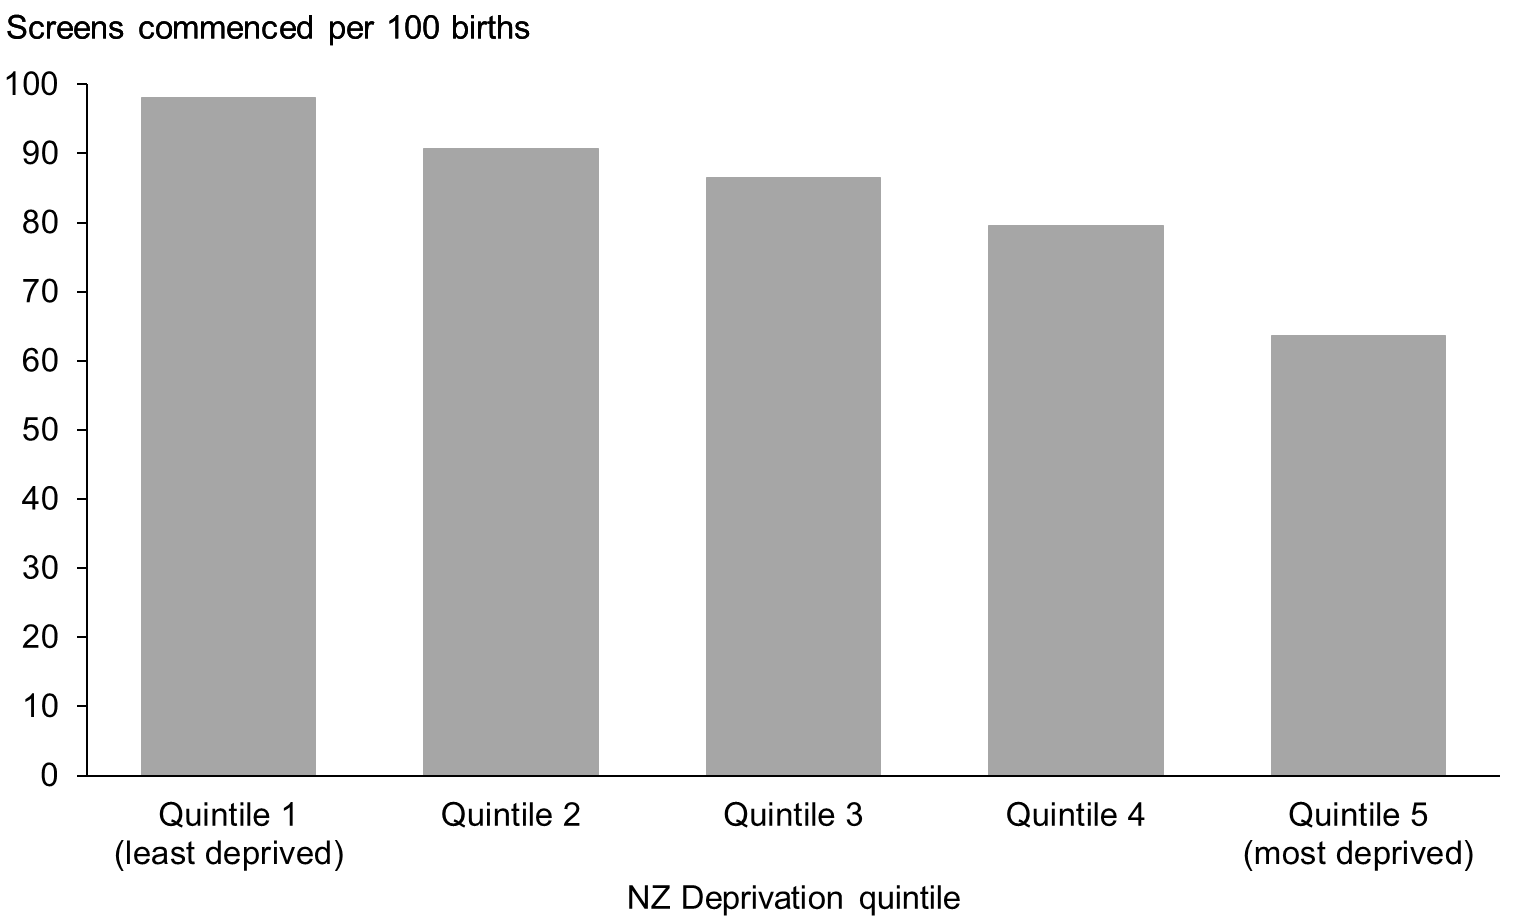 Screens commenced per 100 births
100
90
80
70
60
50
40
30
20
10
0
Quintile 1
(least deprived)
Quintile 2
Quintile 3
Quintile 4
Quintile 5
(most deprived)
NZ Deprivation quintile